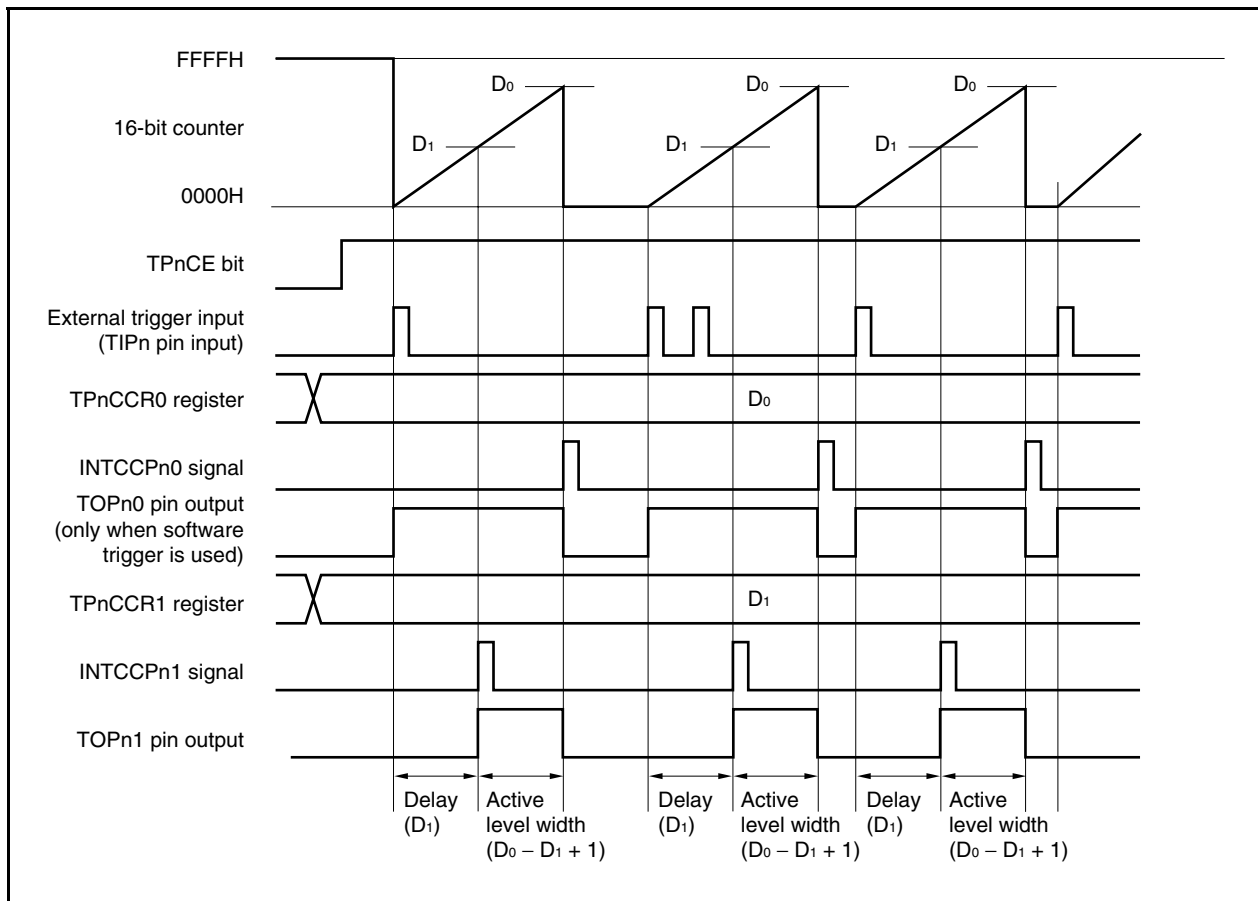 FFFFH
D0
D0
D0
16-bit counter
D1
D1
D1
0000H
TPnCE bit
External trigger input
(TIPn pin input)
TPnCCR0 register
D0
INTCCPn0 signal
TOPn0 pin output
(only when software
trigger is used)
TPnCCR1 register
D1
INTCCPn1 signal
TOPn1 pin output
Delay
(D1)
Active
level width
(D0 − D1 + 1)
Delay
(D1)
Active
level width
(D0 − D1 + 1)
Delay
(D1)
Active
level width
(D0 − D1 + 1)